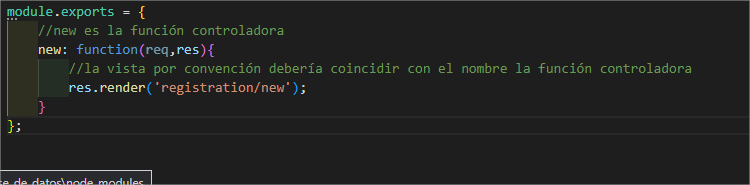 module.exports = {
//new es la función controladora
new: function(req,res){
//la vista por convención debería coincidir con el nombre la función controladora
res.render('registration/new');
}
};
se de datos\node_modules